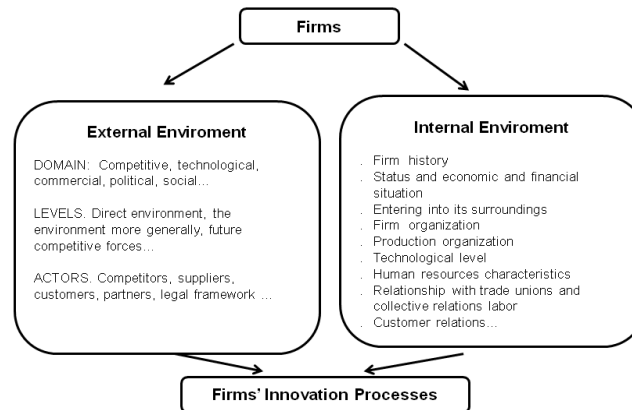 Firms
External Enviroment
DOMAIN: Competitive, technological,
commercial, political, social...
LEVELS. Direct environment, the
environment more generally, future
competitive forces...
ACTORS. Competitors, suppliers,
customers, partners, legal framework ...
Internal Enviroment
. Firm history
. Status and economic and financial
situation
. Entering into its surroundings
. Firm organization
. Production organization
. Technological level
. Human resources characteristics
. Relationship with trade unions and
collective relations labor
. Customer relations...
Firms' Innovation Processes